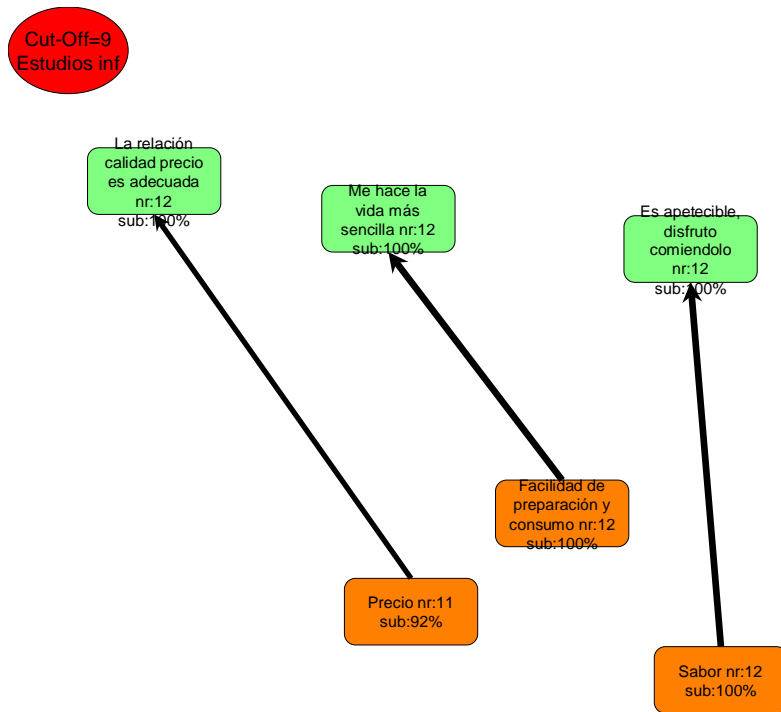 Cut-Off=9
Estudios inf
La relación
calidad precio
es adecuada
nr:12
sub:100%
Me hace la
vida más
sencilla nr:12
sub:100%
Es apetecible,
disfruto
comiendolo
nr:12
sub:100%
Facilidad de
preparación y
consumo nr:12
sub:100%
Precio nr:11
sub:92%
Sabor nr:12
sub:100%